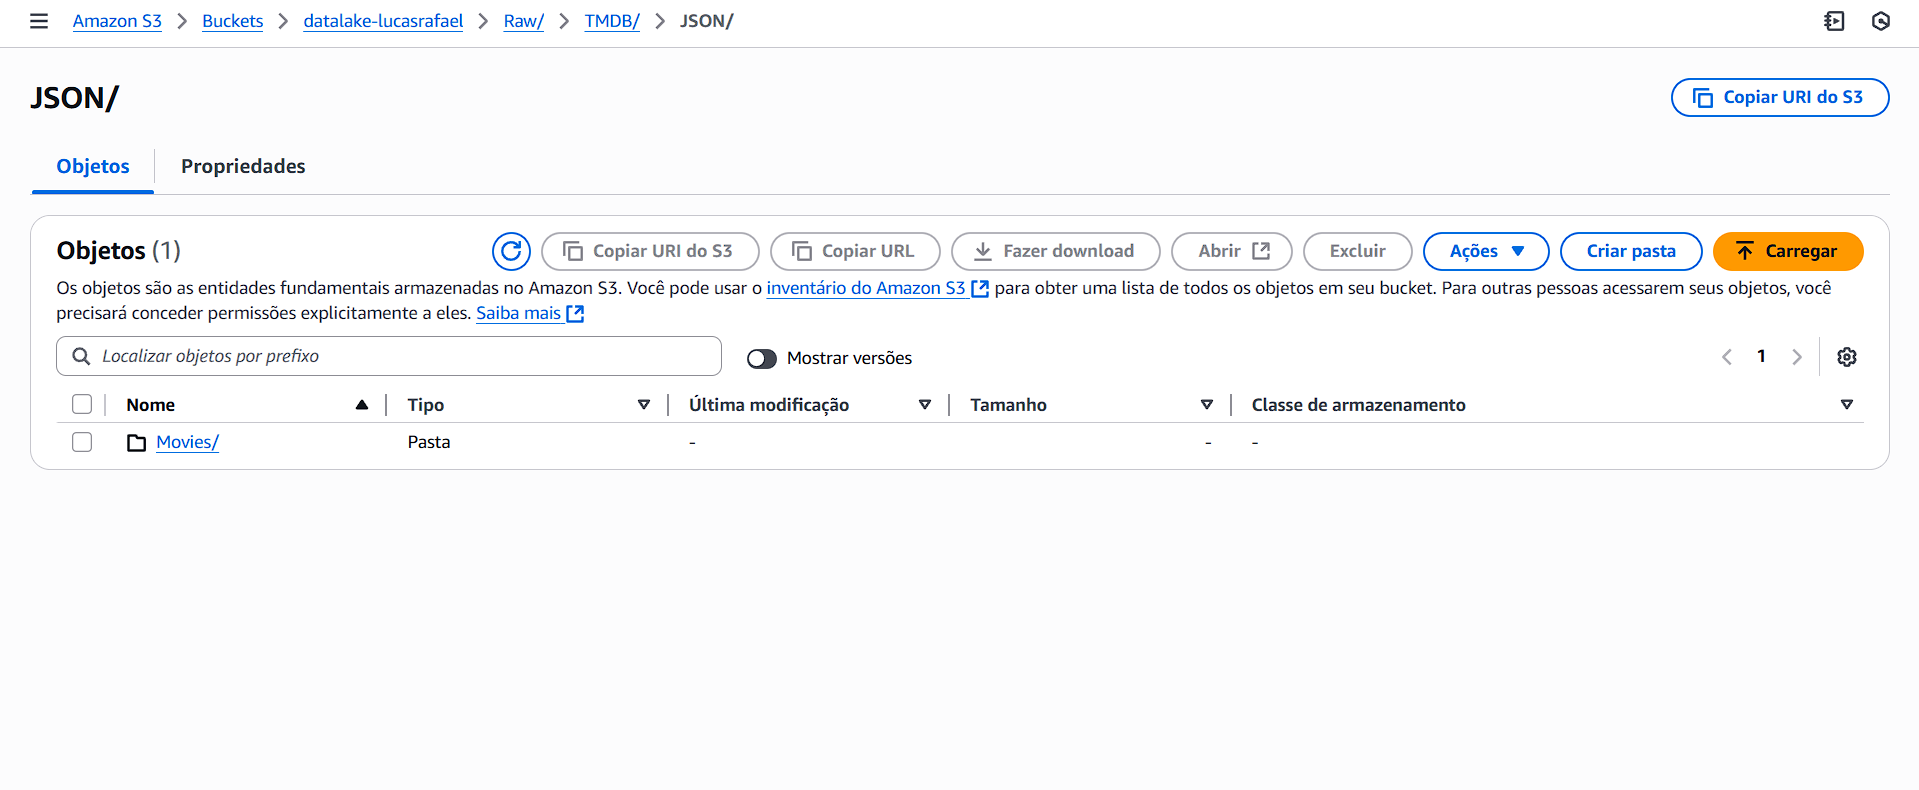 Amazon S3 > Buckets > datalake-lucasrafael > Raw/ > TMDB/ > JSON/
JSON/
Copiar URI do S3
Objetos
Propriedades
Objetos (1)
Copiar URI do S3
Copiar URL
Fazer download
Abrir
Excluir
Ações
Criar pasta
Carregar
Os objetos são as entidades fundamentais armazenadas no Amazon S3. Você pode usar o inventário do Amazon S3 para obter uma lista de todos os objetos em seu bucket. Para outras pessoas acessarem seus objetos, você
precisará conceder permissões explicitamente a eles. Saiba mais
Localizar objetos por prefixo
Mostrar versões
1
Nome
Tipo
Última modificação
Tamanho
Classe de armazenamento
Movies/
Pasta
-
-
-